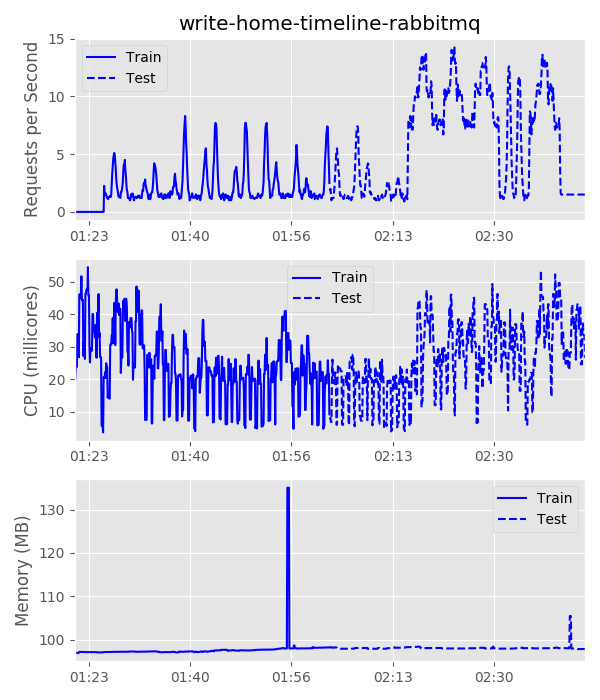 write-home-timeline-rabbitmq
Requests per Second
15
10
5
0
Train
Test
01:23 01:40 01:56 02:13 02:30
CPU (millicores)
50
40
30
20
10
Train
Test
01:23 01:40 01:56 02:13 02:30
Memory (MB)
130
120
110
100
Train
Test
01:23 01:40 01:56 02:13 02:30